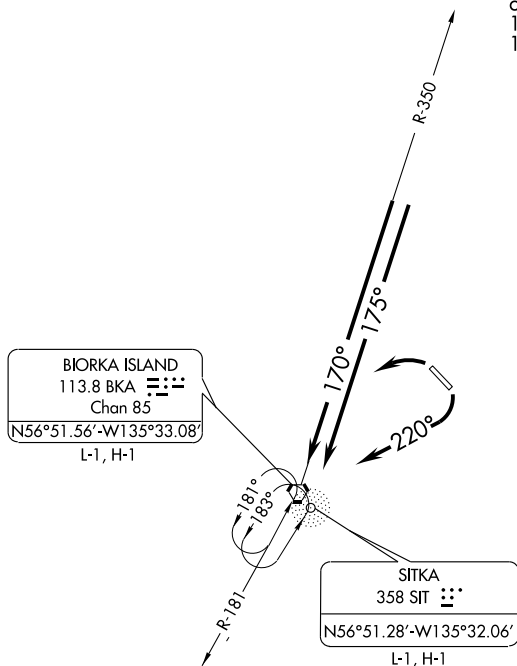 R-350
170°
175°
220°
BIORKA ISLAND
113.8 BKA
Chan 85
N56°51.56'-W135°33.08'
L-1, H-1
181°
183°
R-181
SITKA
358 SIT
N56°51.28'-W135°32.06'
L-1, H-1